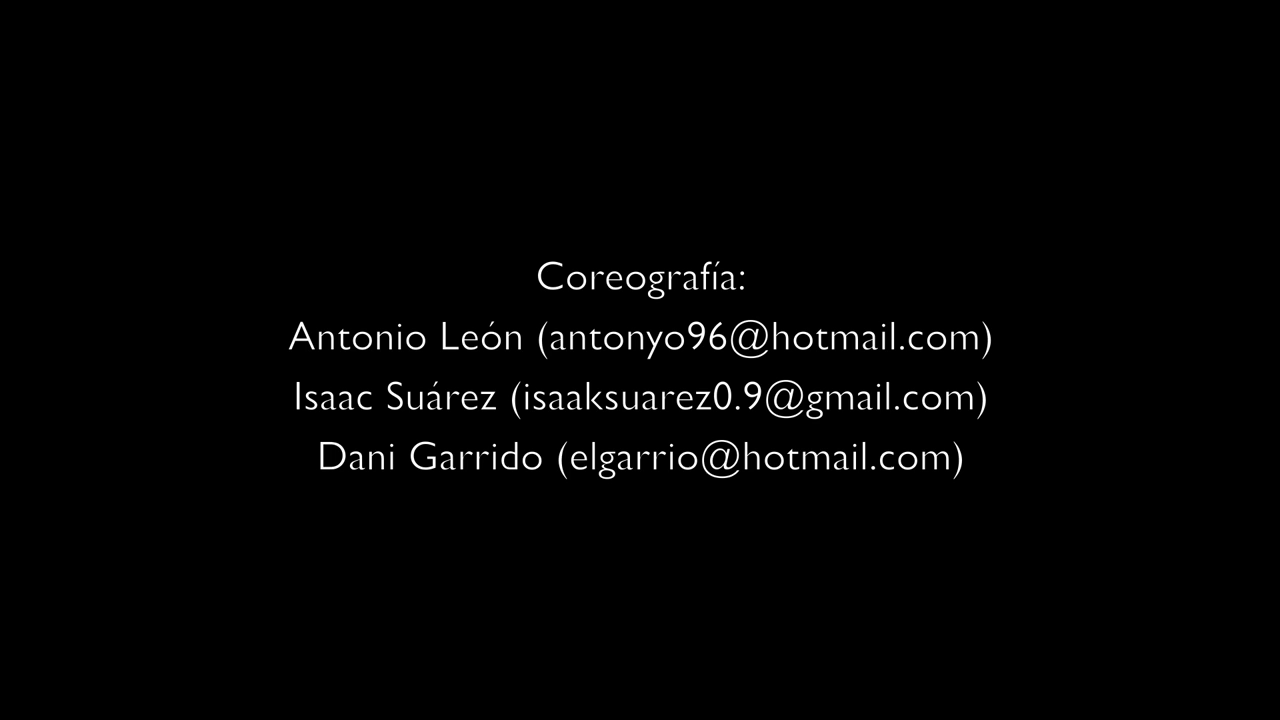 Coreografía:
Antonio León (antonyo96@hotmail.com)
Isaac Suárez (isaaksuarez0.9@gmail.com)
Dani Garrido (elgarrio@hotmail.com)